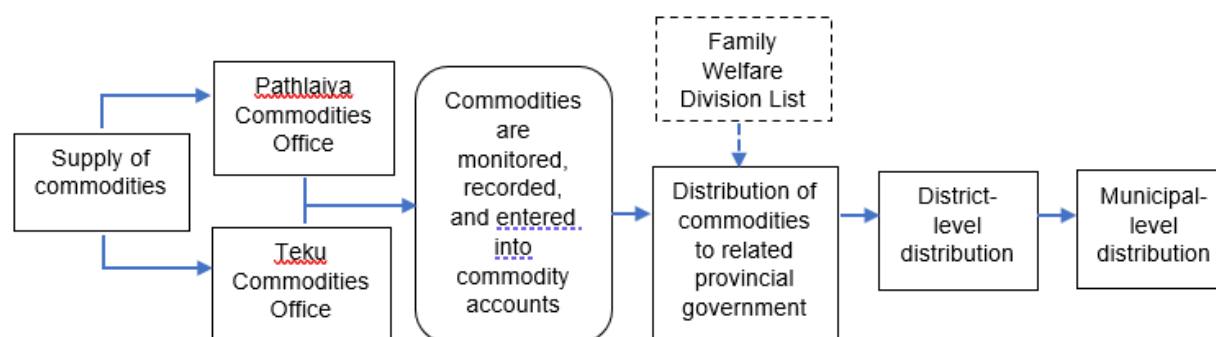 Supply of
commodities
Pathlaiya
Commodities
Office
Teku
Commodities
Office
Commodities
are
monitored,
recorded,
and entered
into
commodity
accounts
Family
Welfare
Division List
Distribution of
commodities
to related
provincial
government
District-
level
distribution
Municipal-
level
distribution